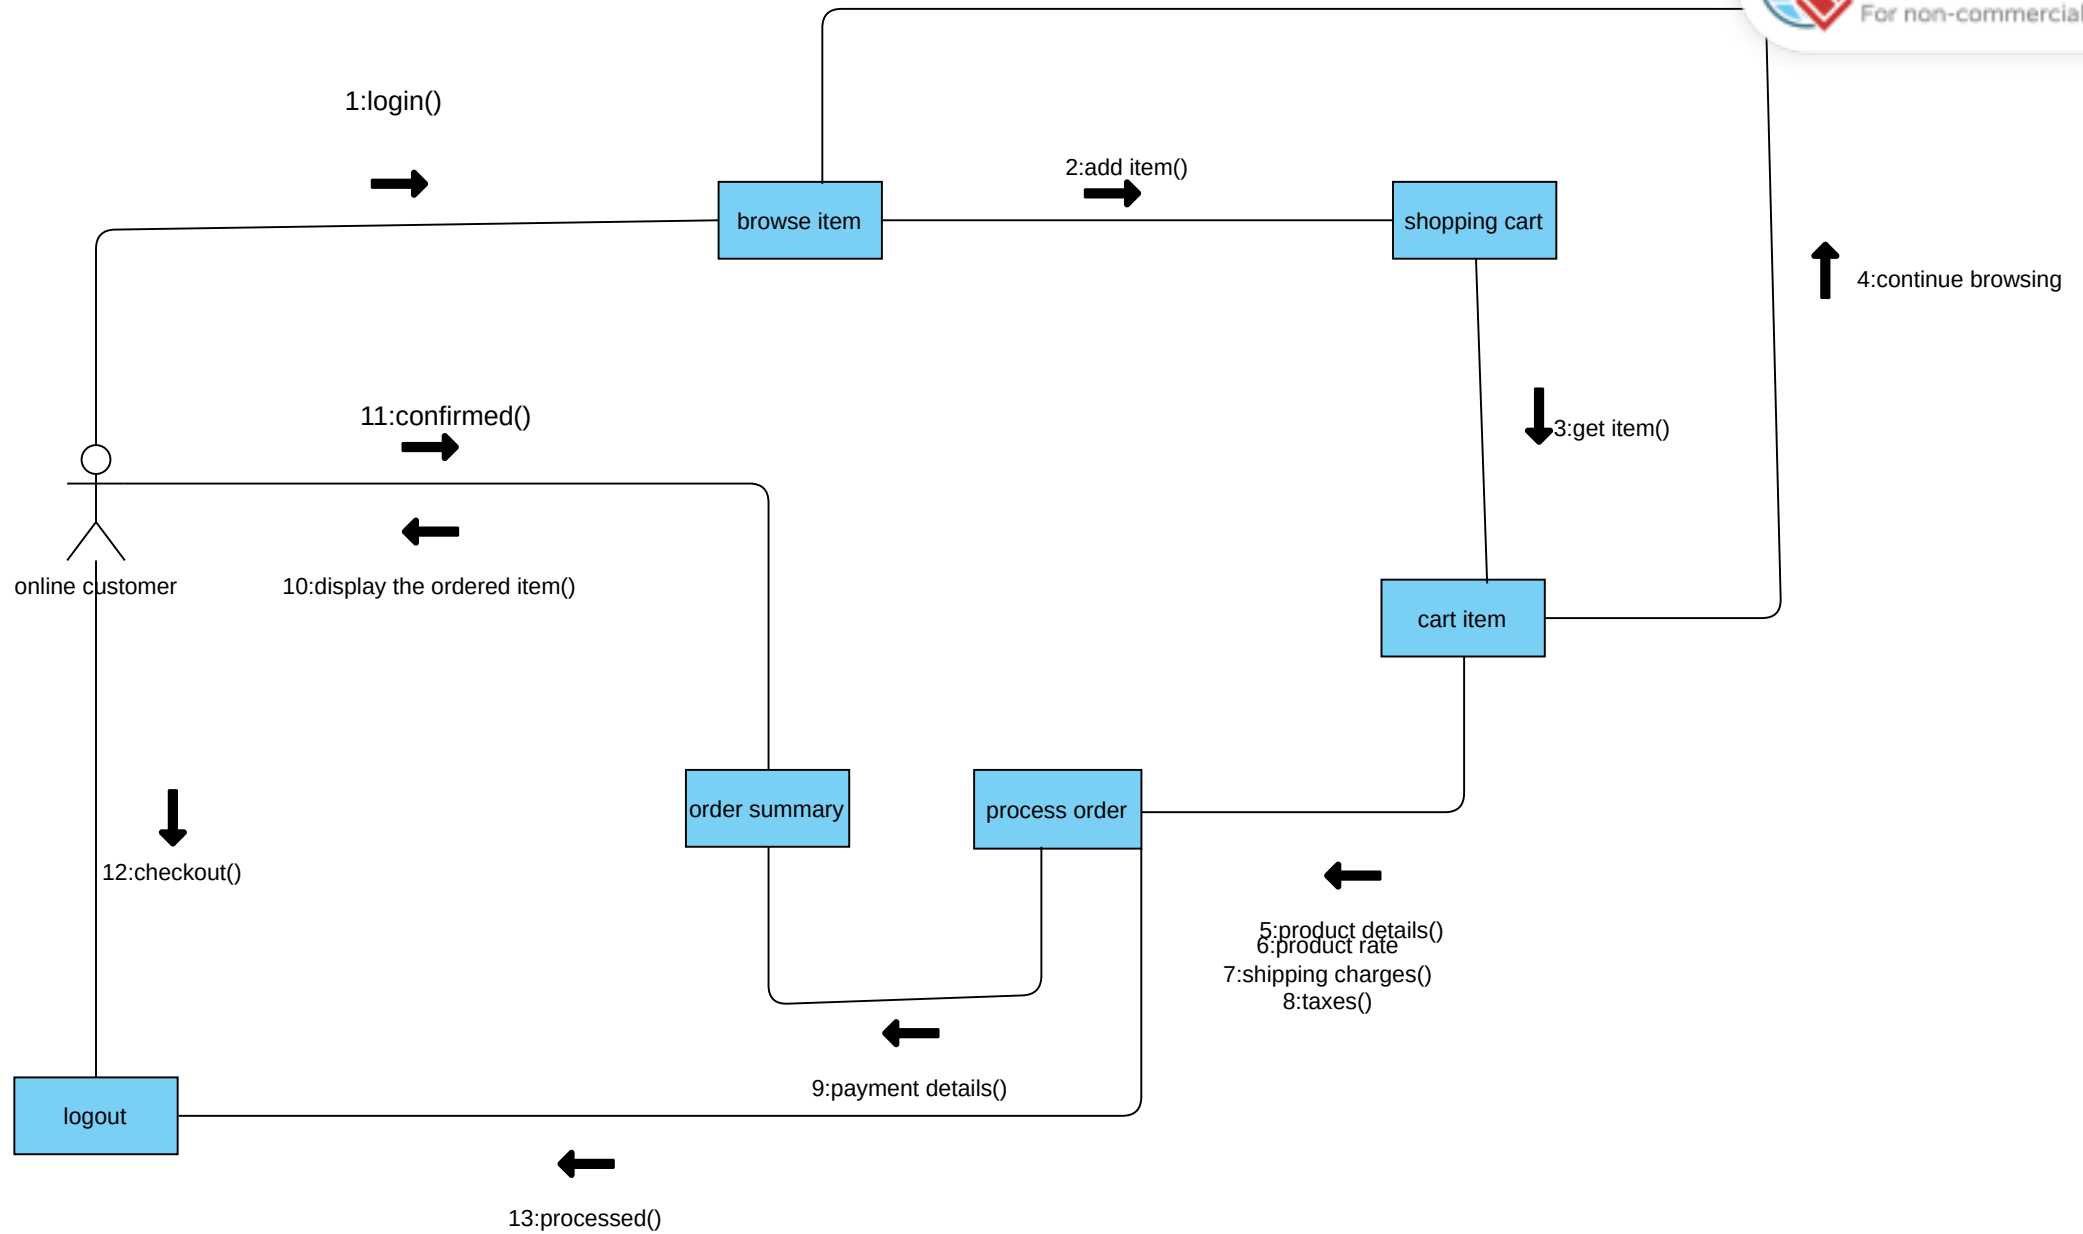 For non-commercial
1:login()
2:add item()
browse item
shopping cart
4:continue browsing
11:confirmed()
3:get item()
online customer
10:display the ordered item()
cart item
order summary
process order
12:checkout()
5:product details()
6:product rate
7:shipping charges()
8:taxes()
9:payment details()
logout
13:processed()